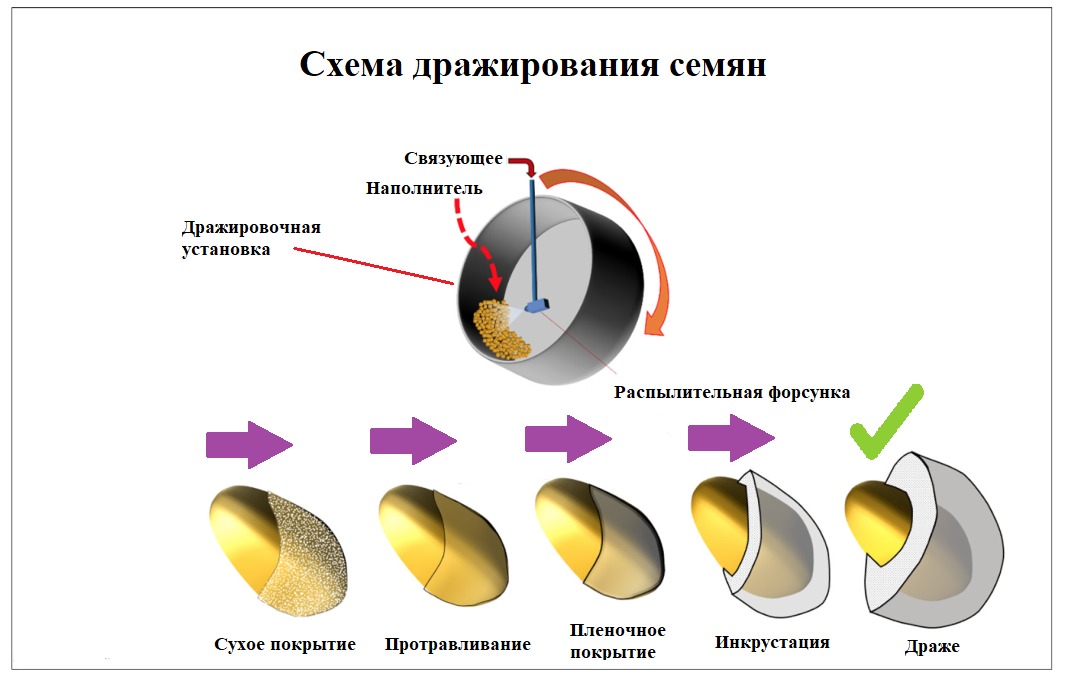 Схема дражирования семян
Связующее
Наполнитель
Дражировочная
установка
Распылительная форсунка
Сухое покрытие
Протравливание
Пленочное
покрытие
Инкрустация
Драже